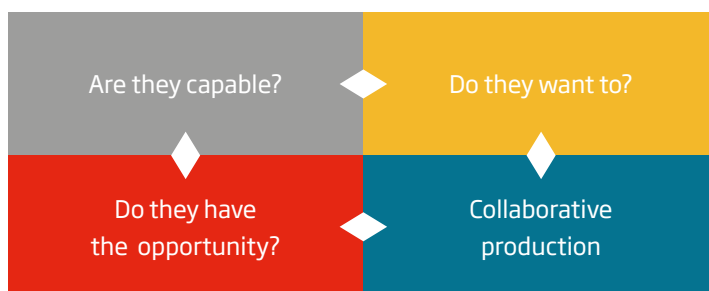 Are they capable?
Do they want to?
Do they have
the opportunity?
Collaborative
production